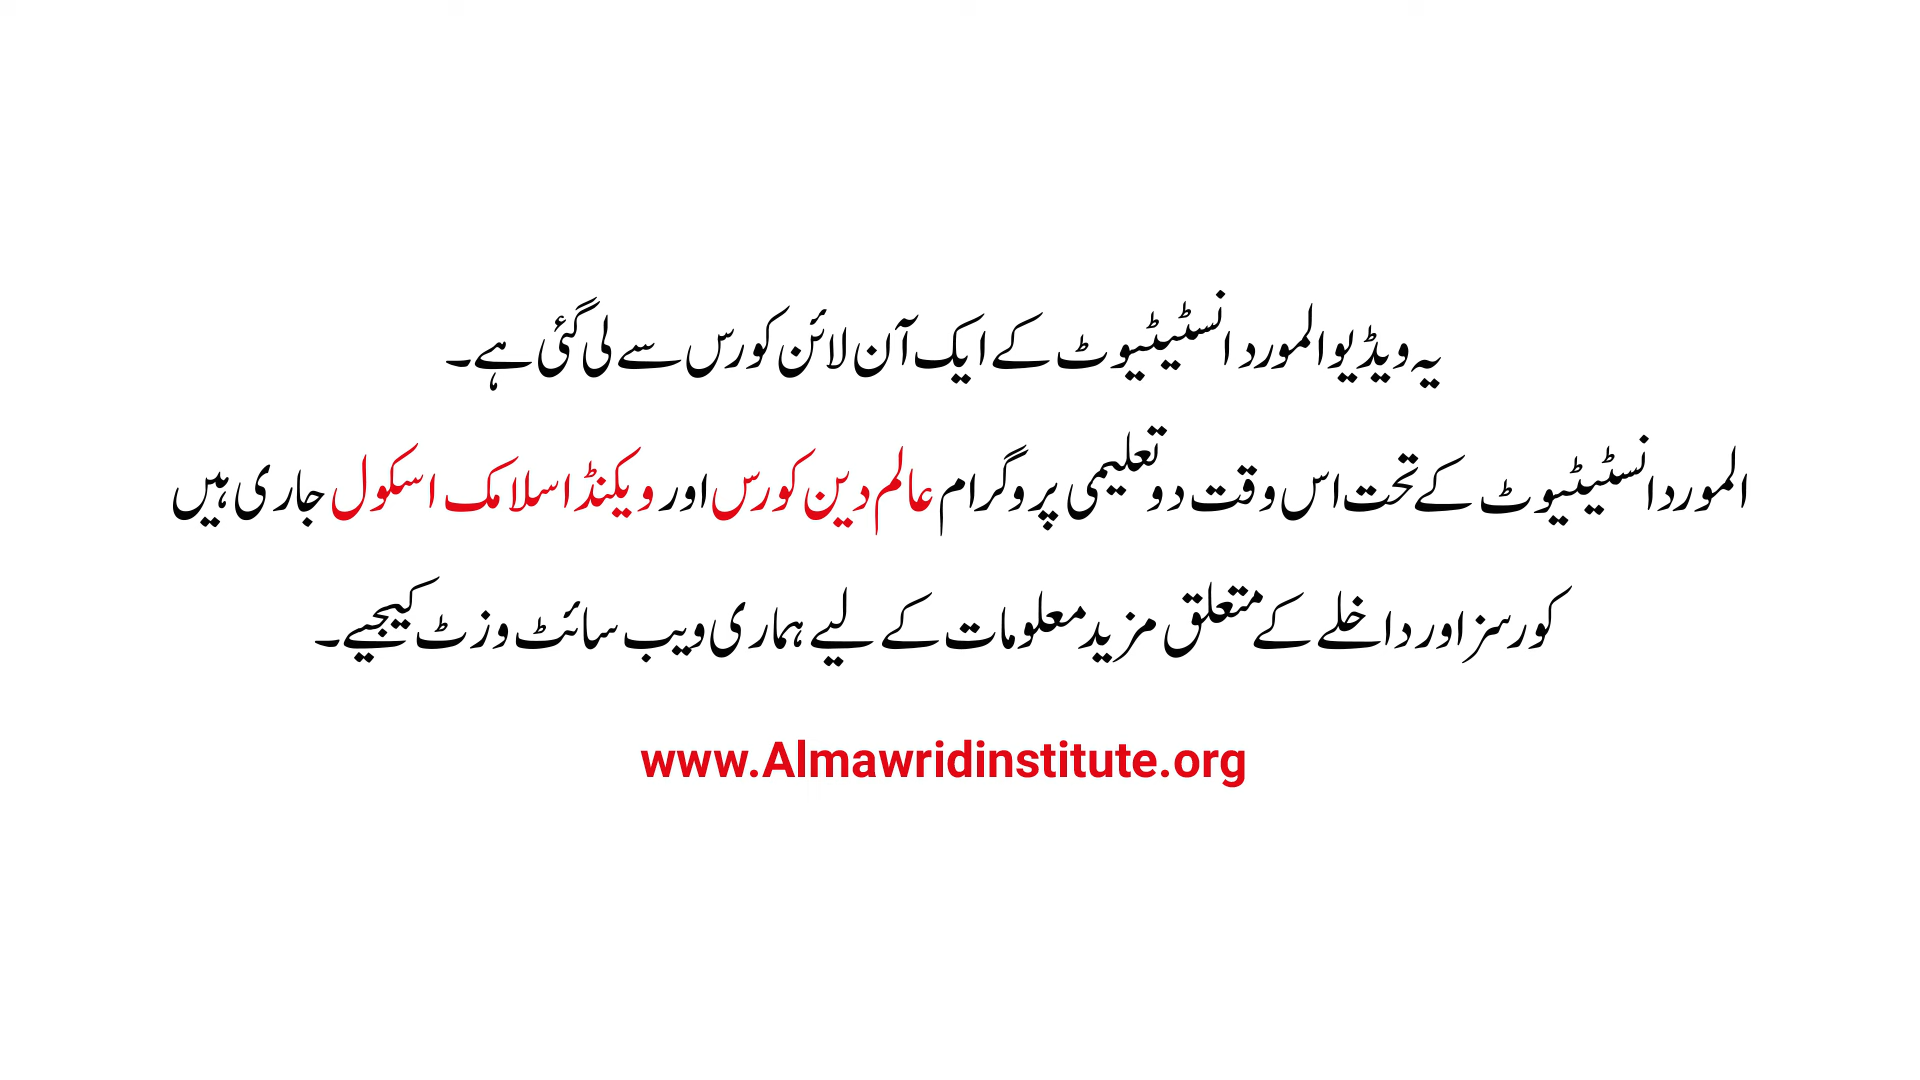 یہ ویڈیو المورد انسٹیٹیوٹ کے ایک آن لائن کورس سے لی گئی ہے۔
المورد انسٹیٹیوٹ کے تحت اس وقت دو تعلیمی پروگرام عالم دین کورس اور ویکنڈ اسلامک اسکول جاری ہیں
کورسز اور داخلے کے متعلق مزید معلومات کے لیے ہماری ویب سائٹ وزٹ کیجیے۔
www.Almawridinstitute.org